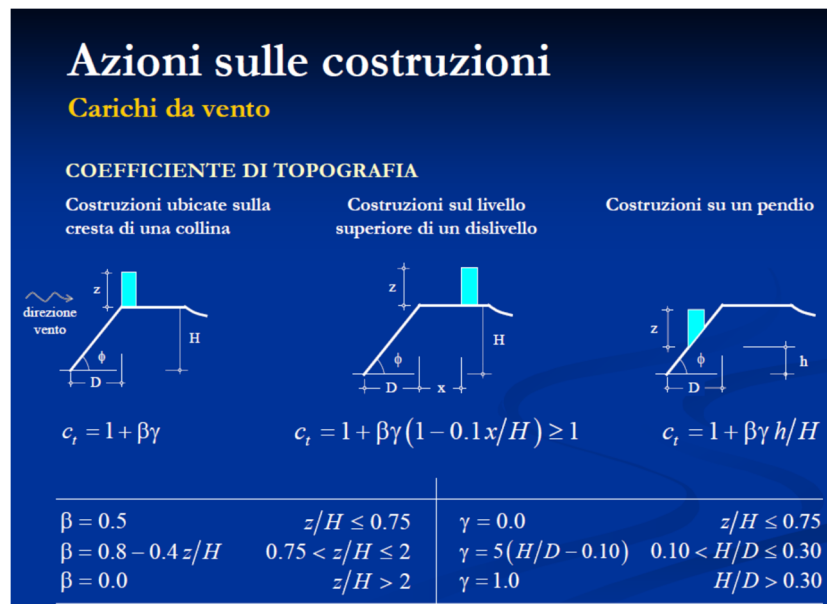 Azioni sulle costruzioni
Carichi da vento
COEFFICIENTE DI TOPOGRAFIA
Costruzioni ubicate sulla
cresta di una collina
Costruzioni sul livello
superiore di un dislivello
Costruzioni su un pendio
z
direzione
vento
H
ϕ
D
z
H
ϕ
D
x
z
ϕ
h
D
c_t = 1 + βγ
c_t = 1 + βγ(1 − 0.1x/H) ≥ 1
c_t = 1 + βγ h/H
β = 0.5 z/H ≤ 0.75
β = 0.8 − 0.4 z/H 0.75 < z/H ≤ 2
β = 0.0 z/H > 2
γ = 0.0 z/H ≤ 0.75
γ = 5(H/D − 0.10) 0.10 < H/D ≤ 0.30
γ = 1.0 H/D > 0.30